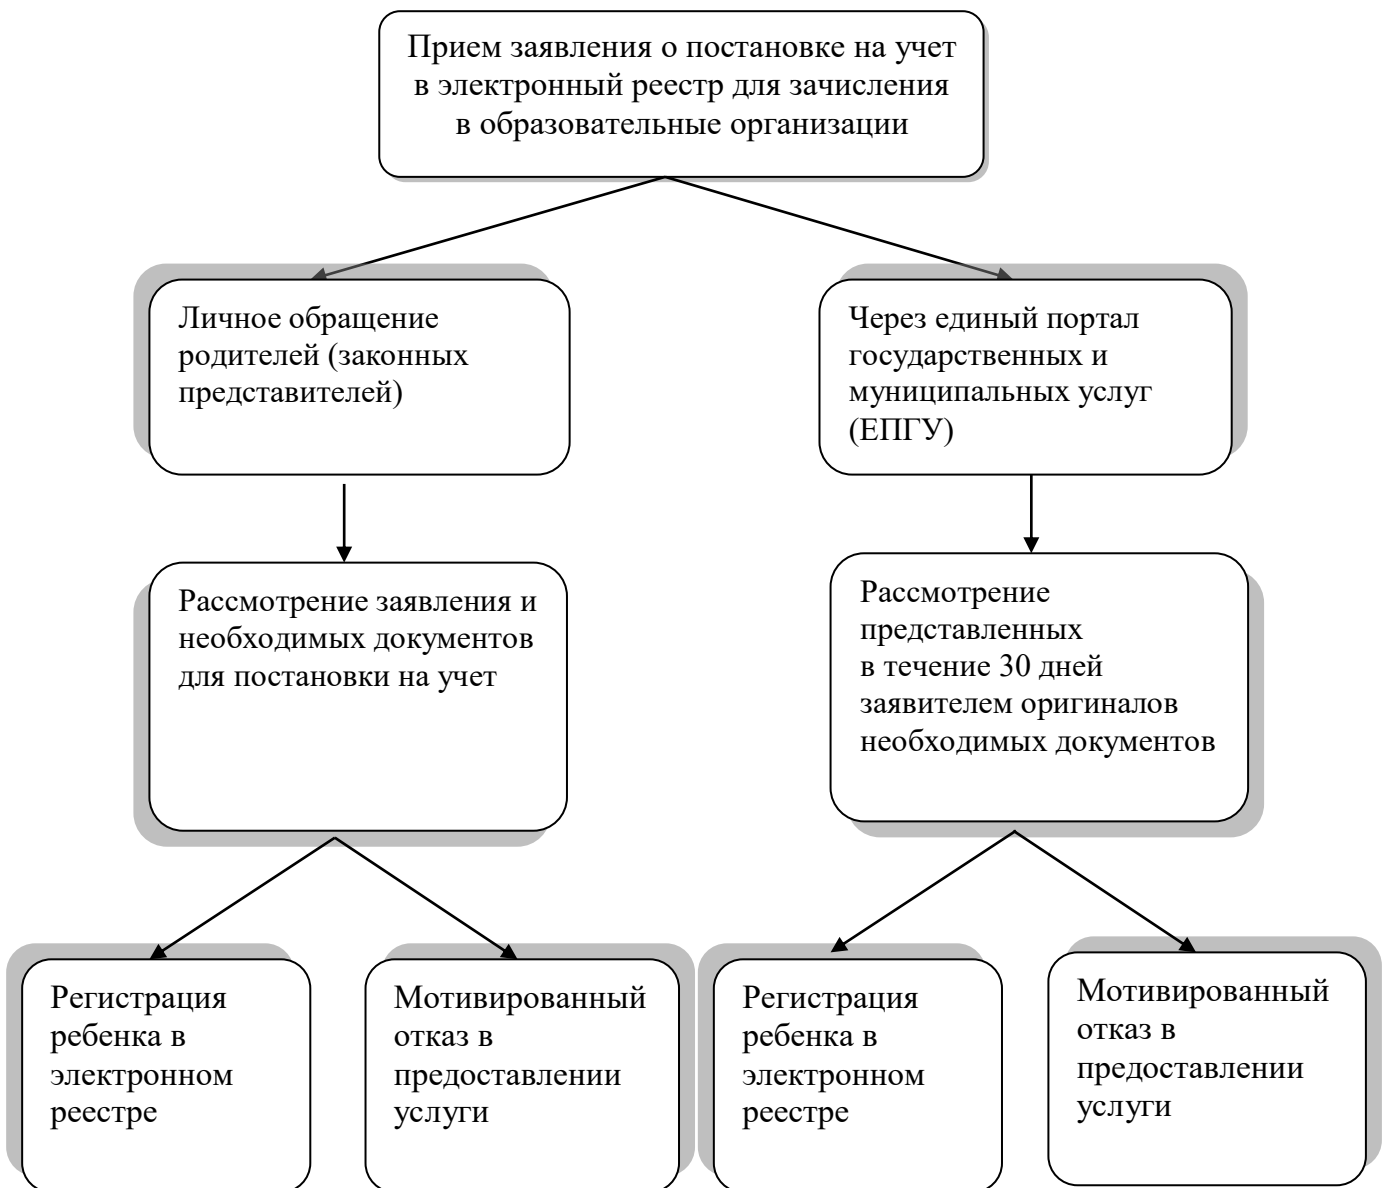 Прием заявления о постановке на учет
в электронный реестр для зачисления
в образовательные организации
Личное обращение
родителей (законных
представителей)
Через единый портал
государственных и
муниципальных услуг
(ЕПГУ)
Рассмотрение заявления и
необходимых документов
для постановки на учет
Рассмотрение
представленных
в течение 30 дней
заявителем оригиналов
необходимых документов
Регистрация
ребенка в
электронном
реестре
Мотивированный
отказ в
предоставлении
услуги
Регистрация
ребенка в
электронном
реестре
Мотивированный
отказ в
предоставлении
услуги